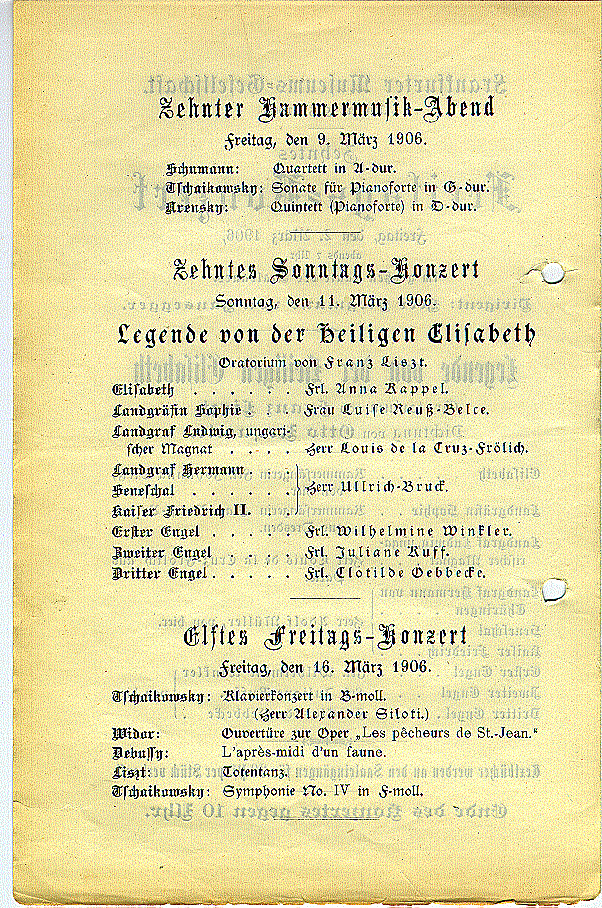 Zehnter Kammermusik-Abend
Freitag, den 9. März 1906.
Schumann: Quartett in A-dur.
Tschaikowsky: Sonate für Pianoforte in G-dur.
Arensky: Quintett (Pianoforte) in D-dur.
Zehntes Sonntags-Konzert
Sonntag, den 11. März 1906.
Legende von der Heiligen Elisabeth
Oratorium von Franz Liszt.
Elisabeth . . . . . . Frl. Anna Kappel.
Landgräfin Sophie . . . Frau Luise Reuß-Belce.
Landgraf Ludwig, ungari-
scher Magnat . . . . Herr Louis de la Cruz-Frölich.
Landgraf Hermann . . .
Seneschal . . . . . . Herr Ullrich-Bruck.
Kaiser Friedrich II. . . .
Erster Engel . . . . . Frl. Wilhelmine Winkler.
Zweiter Engel . . . . Frl. Juliane Ruff.
Dritter Engel . . . . . Frl. Clotilde Oebbecke.
Elftes Freitags-Konzert
Freitag, den 16. März 1906.
Tschaikowsky: Klavierkonzert in B-moll.
(Herr Alexander Siloti.)
Widor: Ouvertüre zur Oper „Les pêcheurs de St.-Jean."
Debussy: L'après-midi d'un faune.
Liszt: Totentanz.
Tschaikowsky: Symphonie No. IV in F-moll.